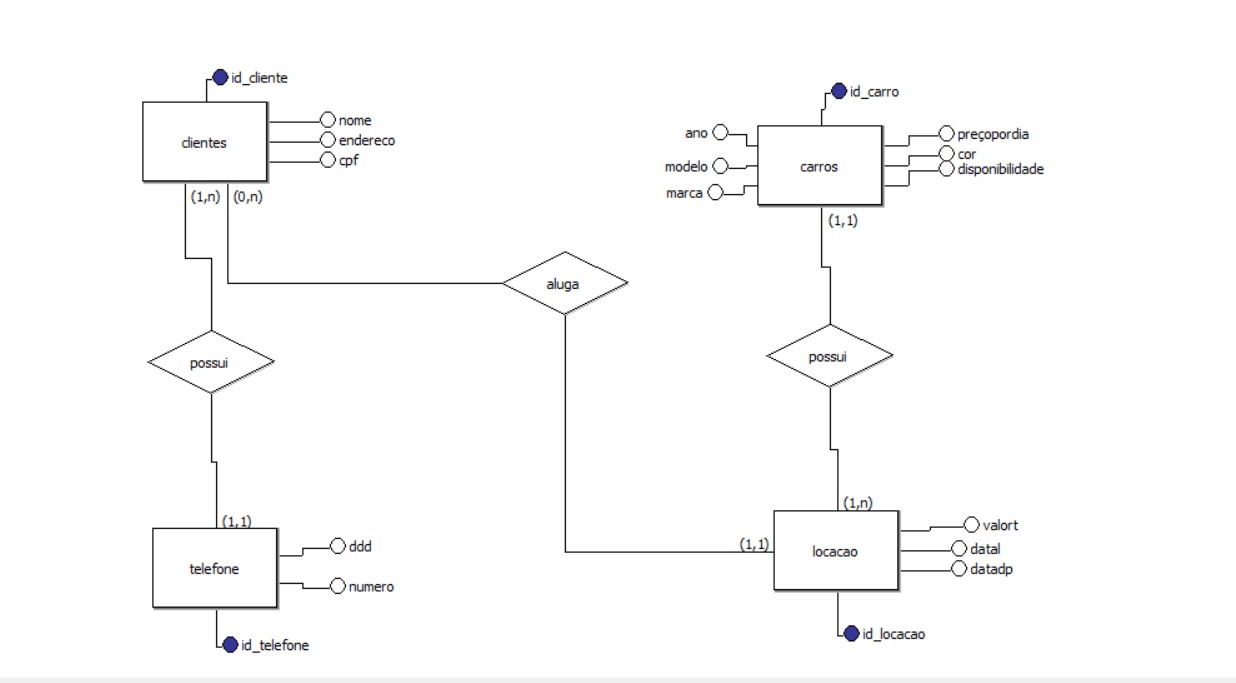 id_cliente
clientes
nome
endereco
cpf
(1,n)
(0,n)
id_carro
ano
modelo
marca
carros
preçopordia
cor
disponibilidade
(1,1)
aluga
possui
possui
(1,1)
telefone
ddd
numero
id_telefone
(1,n)
(1,1)
locacao
valort
datal
datadp
id_locacao